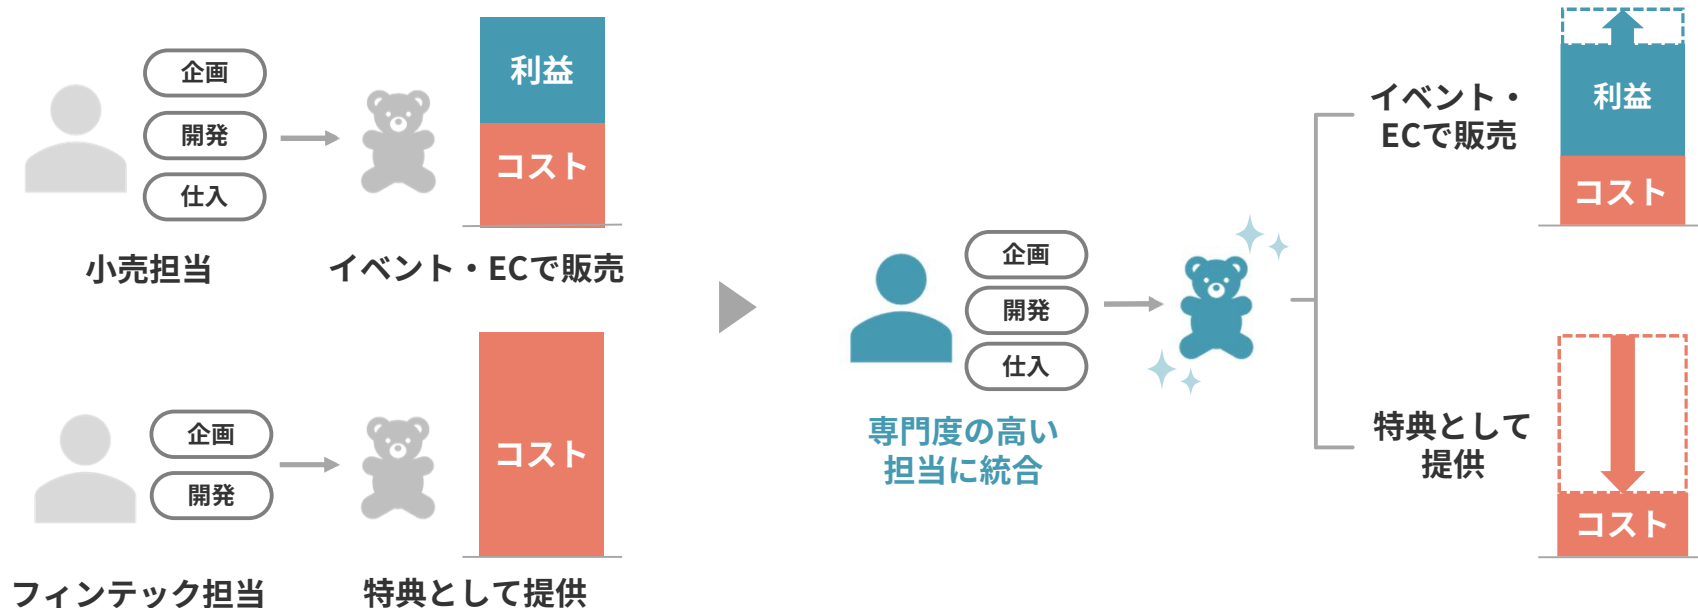 企画
開発
仕入
小売担当
利益
コスト
イベント・ECで販売
企画
開発
フィンテック担当
コスト
特典として提供
企画
開発
仕入
専門度の高い
担当に統合
イベント・
ECで販売
利益
コスト
特典として
提供
コスト